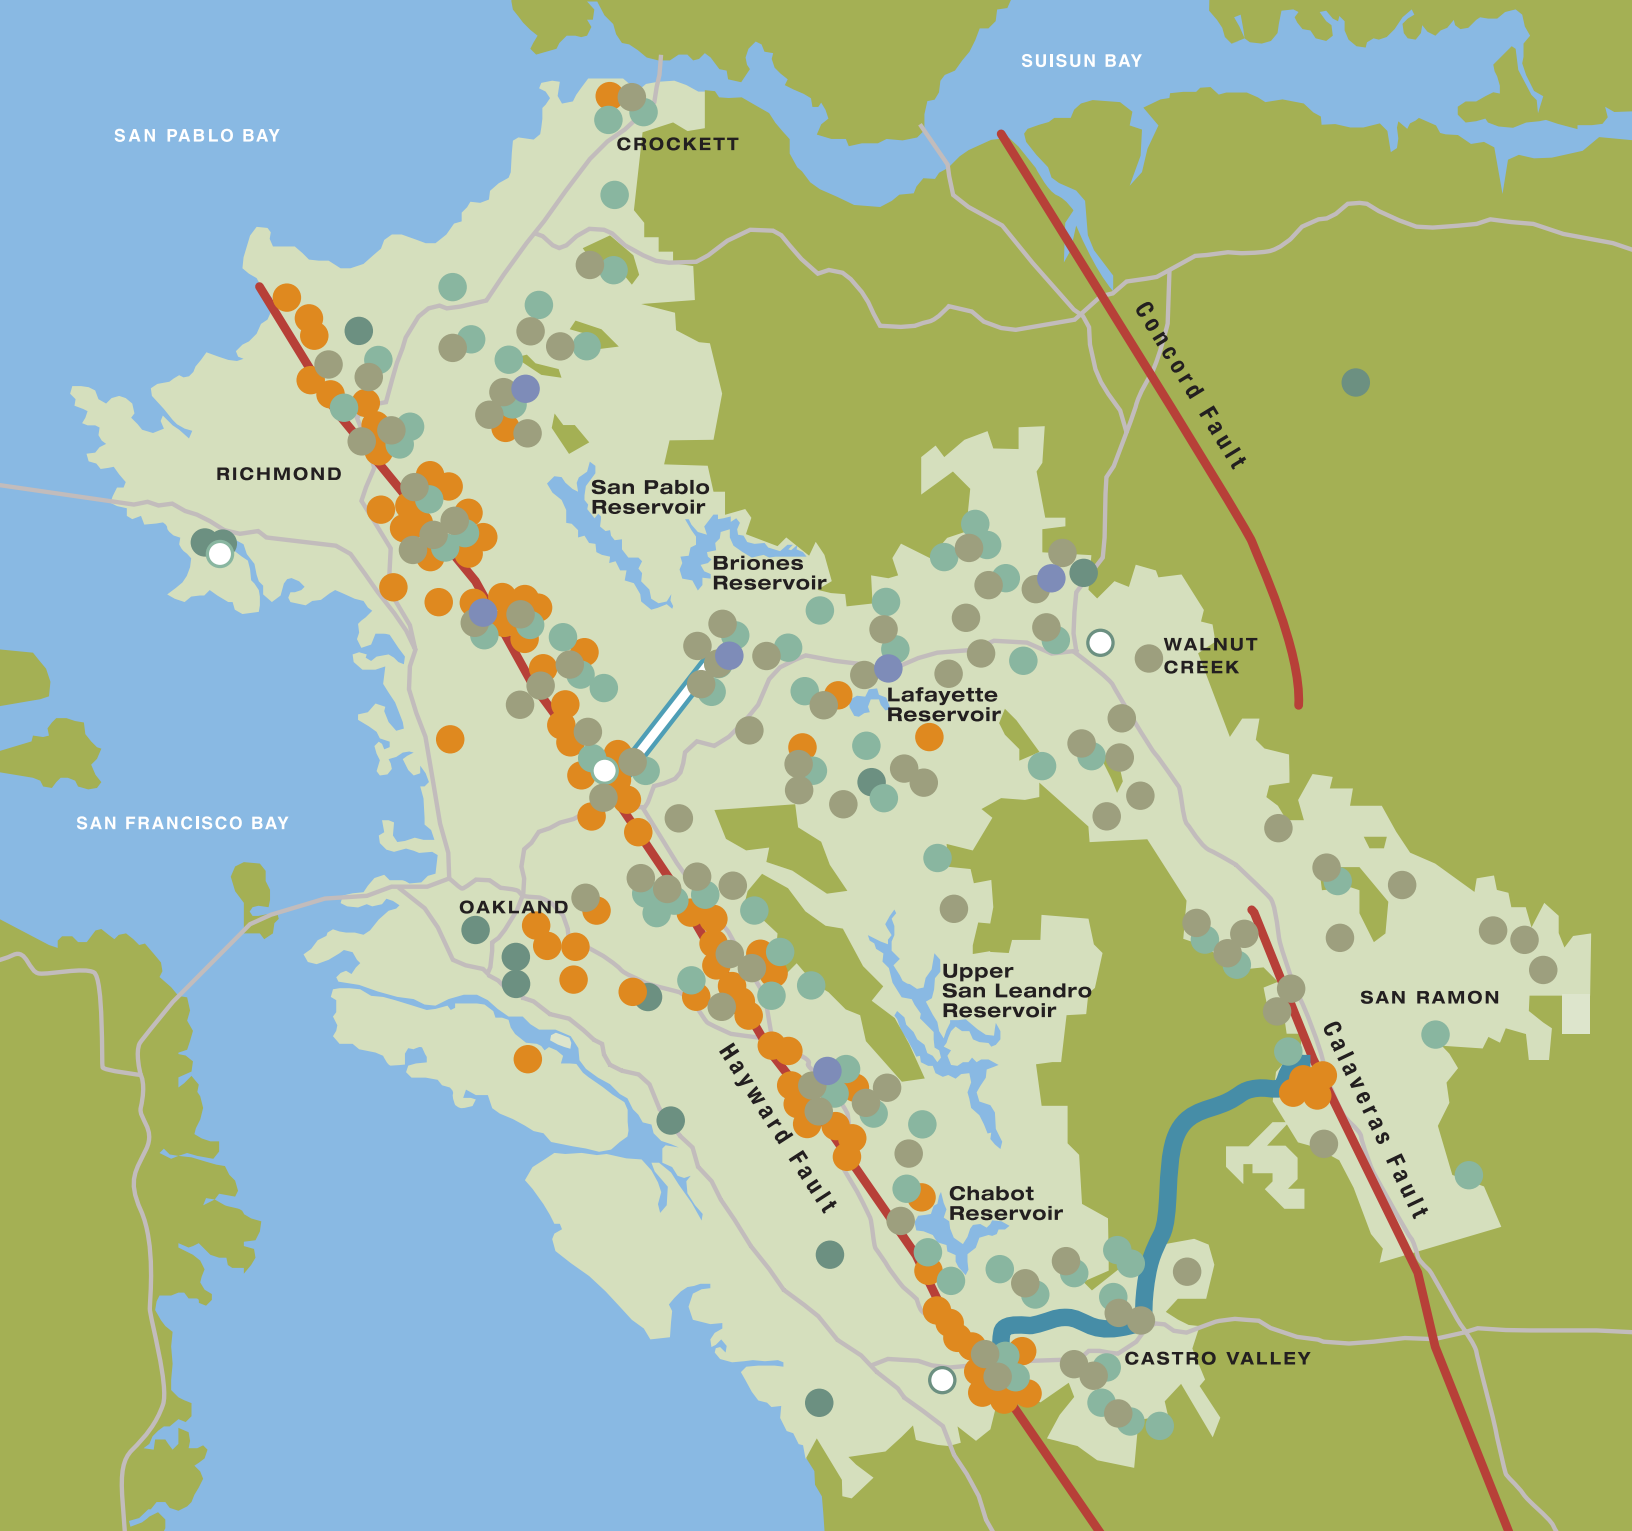 SUISUN BAY
SAN PABLO BAY
CROCKETT
Concord Fault
RICHMOND
San Pablo
Reservoir
Briones
Reservoir
WALNUT
CREEK
Lafayette
Reservoir
SAN FRANCISCO BAY
OAKLAND
Upper
San Leandro
Reservoir
SAN RAMON
Hayward Fault
Calaveras Fault
Chabot
Reservoir
CASTRO VALLEY